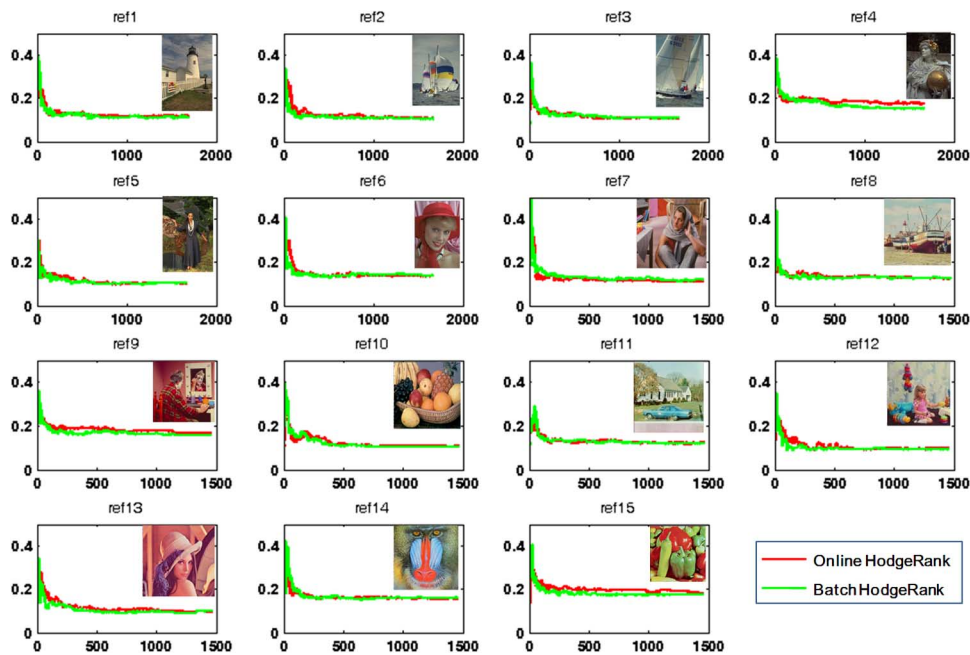 ref1 ref2 ref3 ref4
0.4 0.4 0.4 0.4
0.2 0.2 0.2 0.2
0 0 0 0
0 1000 2000 0 1000 2000 0 1000 2000 0 1000 2000
ref5 ref6 ref7 ref8
0.4 0.4 0.4 0.4
0.2 0.2 0.2 0.2
0 0 0 0
0 1000 2000 0 1000 2000 0 500 1000 1500 0 500 1000 1500
ref9 ref10 ref11 ref12
0.4 0.4 0.4 0.4
0.2 0.2 0.2 0.2
0 0 0 0
0 500 1000 1500 0 500 1000 1500 0 500 1000 1500 0 500 1000 1500
ref13 ref14 ref15
0.4 0.4 0.4
0.2 0.2 0.2
0 0 0
0 500 1000 1500 0 500 1000 1500 0 500 1000 1500
Online HodgeRank
Batch HodgeRank